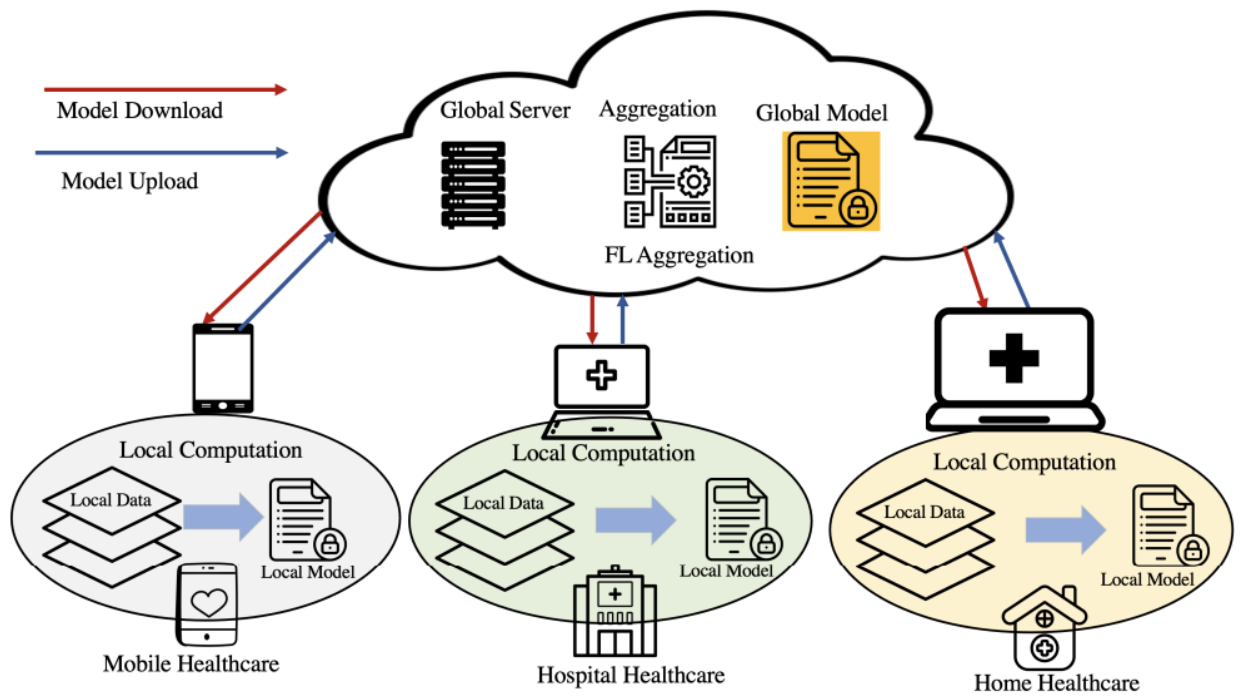 Model Download
Model Upload
Global Server
Aggregation
Global Model
FL Aggregation
Local Computation
Local Data
Local Model
Mobile Healthcare
Local Computation
Local Data
Local Model
Hospital Healthcare
Local Computation
Local Data
Local Model
Home Healthcare